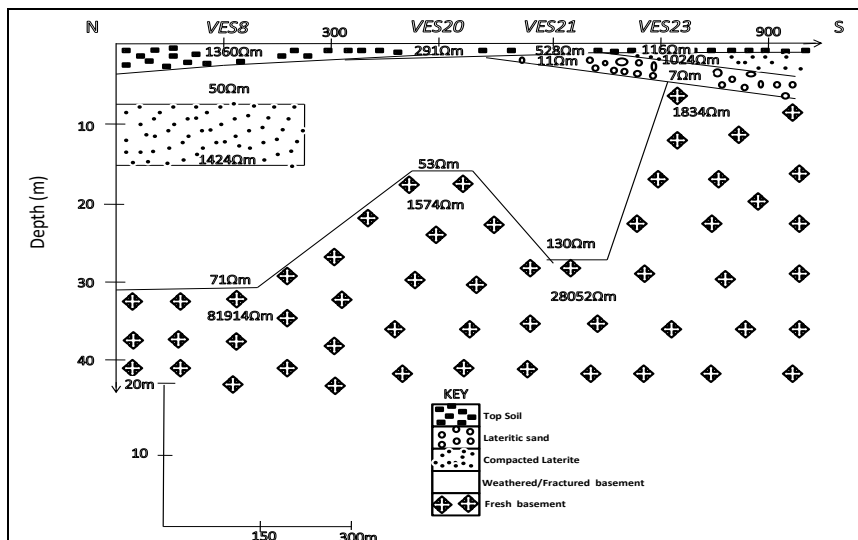 N VES8 300 VES20 VES21 VES23 900 S
1360Ωm 291Ωm 528Ωm 116Ωm
11Ωm 1024Ωm
7Ωm
50Ωm
1834Ωm
10
1424Ωm
53Ωm
20
1574Ωm
130Ωm
30
71Ωm
28052Ωm
81914Ωm
40
Depth (m)
20m
10
150 300m
KEY
Top Soil
Lateritic sand
Compacted Laterite
Weathered/Fractured basement
Fresh basement